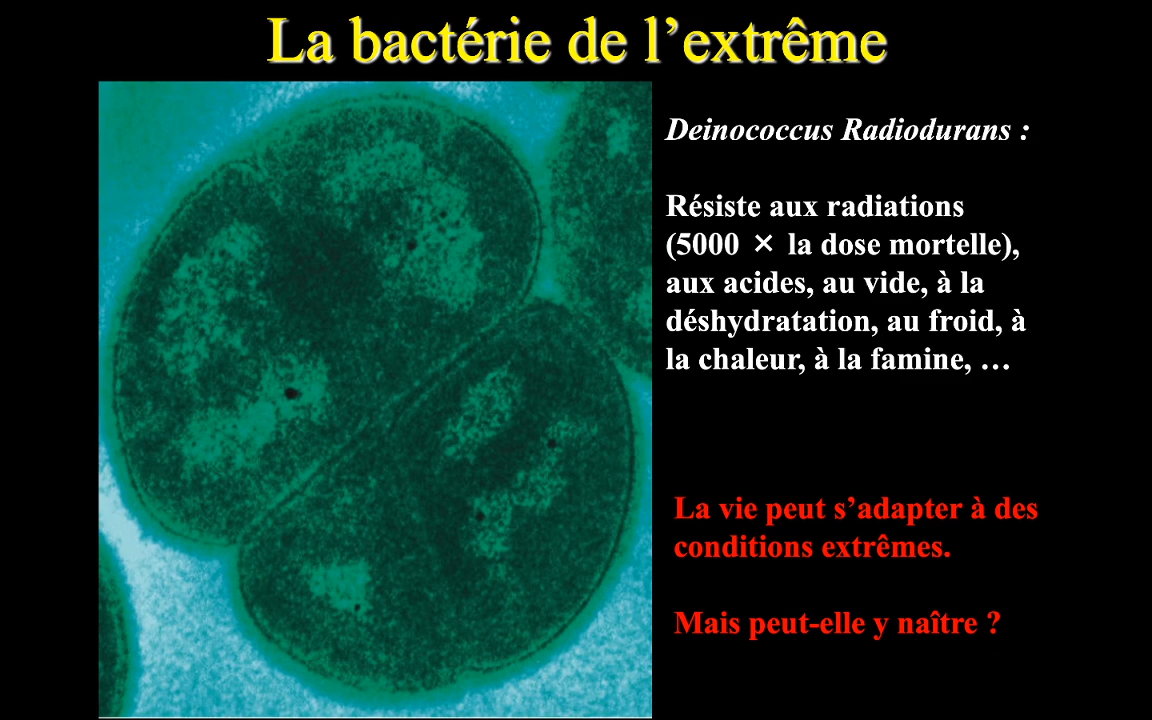 La bactérie de l’extrême
Deinococcus Radiodurans :
Résiste aux radiations
(5000 × la dose mortelle),
aux acides, au vide, à la
déshydratation, au froid, à
la chaleur, à la famine, …
La vie peut s’adapter à des
conditions extrêmes.
Mais peut-elle y naître ?